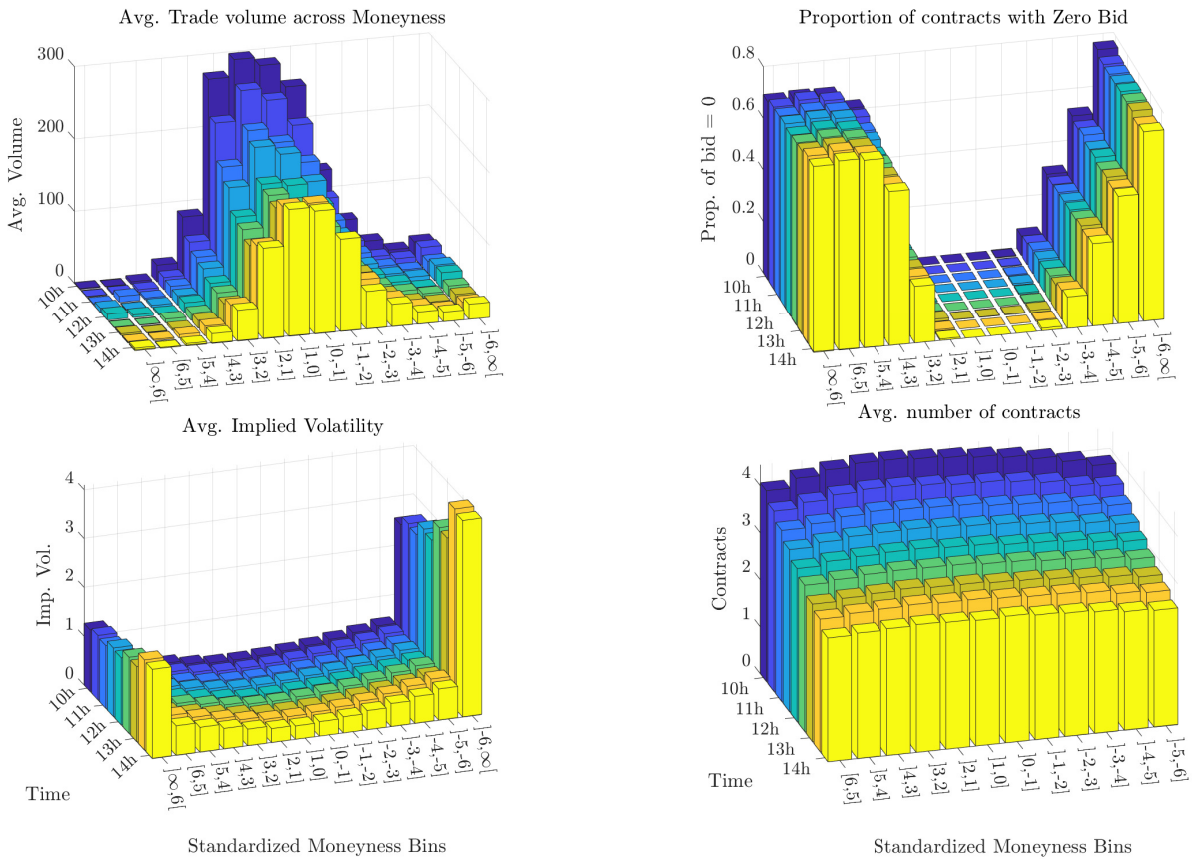 Avg. Trade volume across Moneyness
300
200
100
0
Avg. Volume
10h
11h
12h
13h
14h
]∞,6[
[6,5]
]5,4]
]4,3]
]3,2]
]2,1]
]1,0]
]0,-1]
]-1,-2]
]-2,-3]
]-3,-4]
]-4,-5]
]-5,-6]
]-6,∞[
Proportion of contracts with Zero Bid
0.8
0.6
0.4
0.2
0
Prop. of bid = 0
10h
11h
12h
13h
14h
]∞,6[
[6,5]
]5,4]
]4,3]
]3,2]
]2,1]
]1,0]
]0,-1]
]-1,-2]
]-2,-3]
]-3,-4]
]-4,-5]
]-5,-6]
]-6,∞[
Avg. Implied Volatility
4
3
2
1
0
Imp. Vol.
10h
11h
12h
13h
14h
Time
]∞,6[
[6,5]
]5,4]
]4,3]
]3,2]
]2,1]
]1,0]
]0,-1]
]-1,-2]
]-2,-3]
]-3,-4]
]-4,-5]
]-5,-6]
]-6,∞[
Standardized Moneyness Bins
Avg. number of contracts
4
3
2
1
0
Contracts
10h
11h
12h
13h
14h
Time
[6,5]
]5,4]
]4,3]
]3,2]
]2,1]
]1,0]
]0,-1]
]-1,-2]
]-2,-3]
]-3,-4]
]-4,-5]
]-5,-6]
Standardized Moneyness Bins